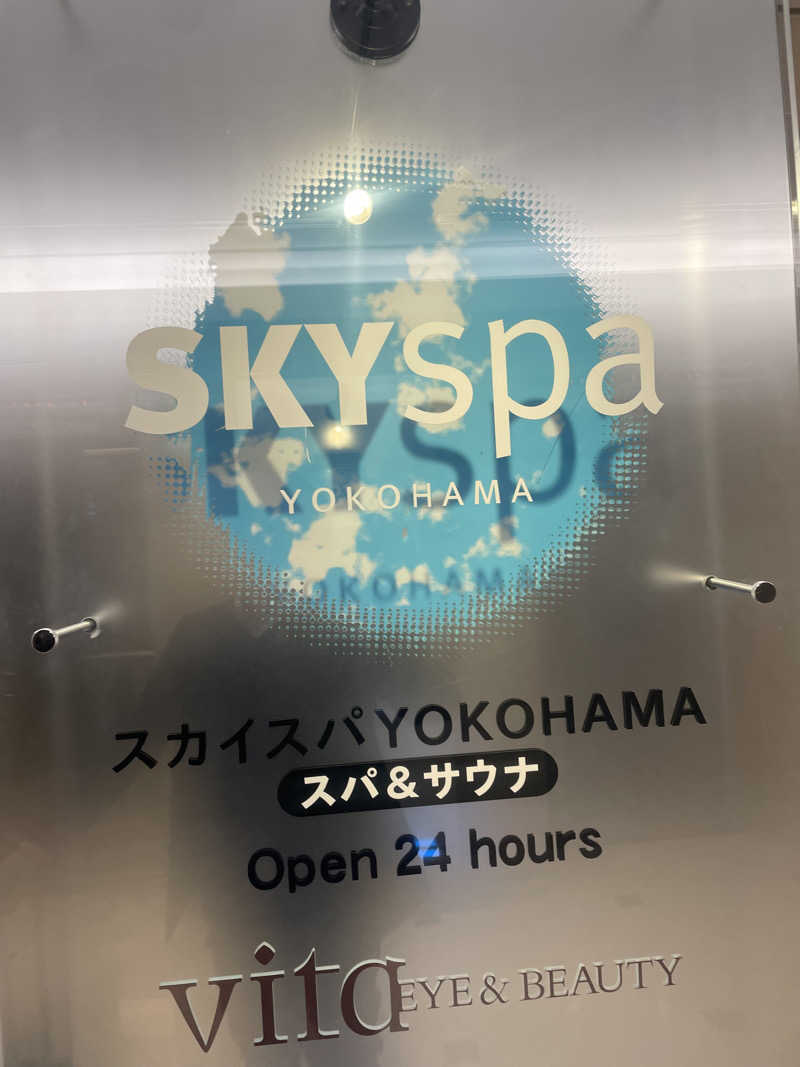 SKYspa
YOKOHAMA
スカイスパYOKOHAMA
スパ&サウナ
Open 24 hours
vita EYE & BEAUTY